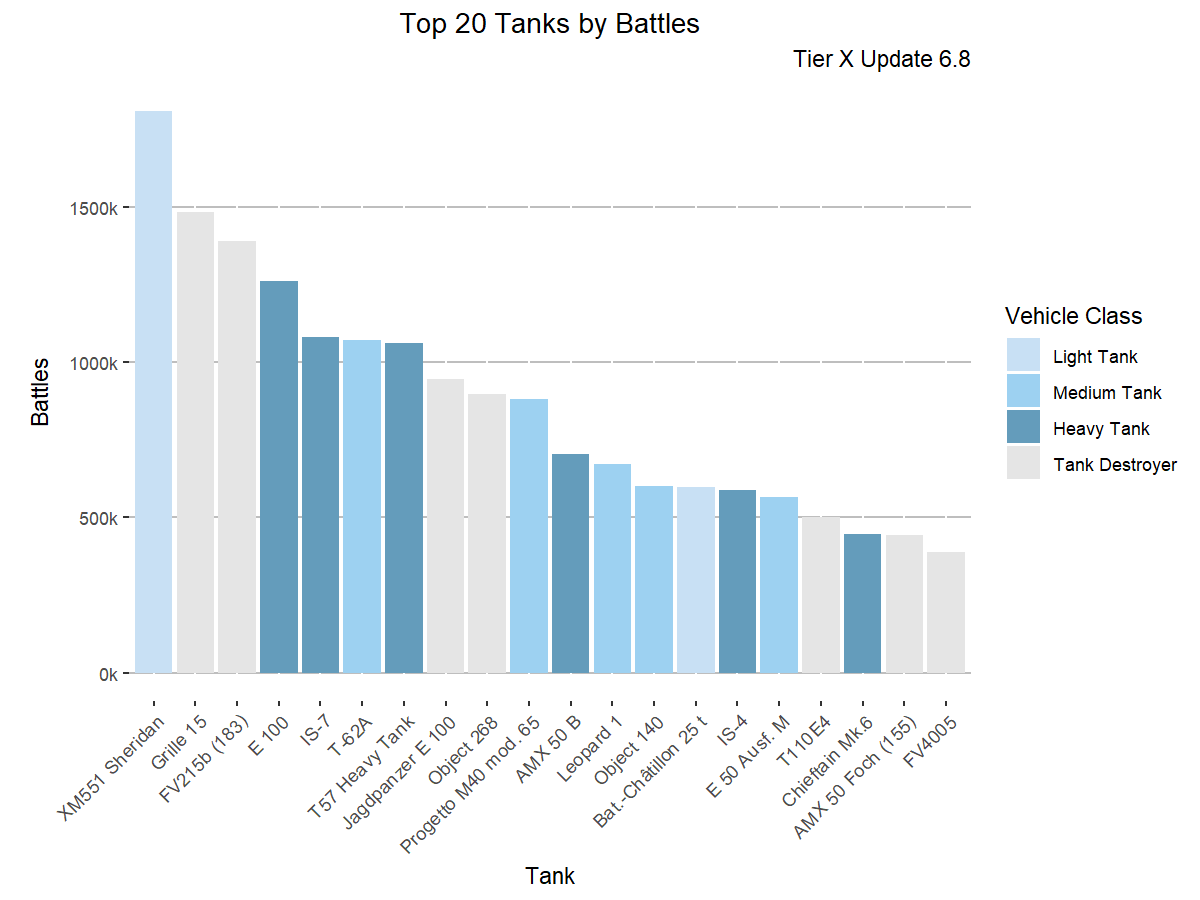 Top 20 Tanks by Battles
Tier X Update 6.8
1500k
1000k
500k
0k
Battles
XM551 Sheridan
Grille 15
FV215b (183)
E 100
IS-7
T-62A
T57 Heavy Tank
Jagdpanzer E 100
Object 268
Progetto M40 mod. 65
AMX 50 B
Leopard 1
Object 140
Bat.-Châtillon 25 t
IS-4
E 50 Ausf. M
T110E4
Chieftain Mk.6
AMX 50 Foch (155)
FV4005
Tank
Vehicle Class
Light Tank
Medium Tank
Heavy Tank
Tank Destroyer